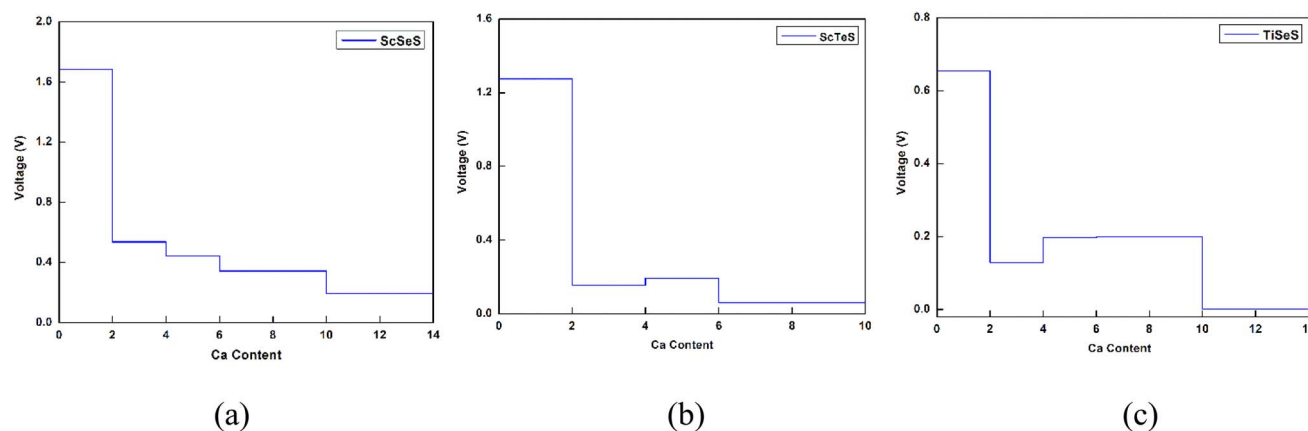 2.0
1.6
1.2
0.8
0.4
0.0
Voltage (V)
ScSeS
0 2 4 6 8 10 12 14
Ca Content
(a)
1.6
1.2
0.8
0.4
0.0
Voltage (V)
ScTeS
0 2 4 6 8 10
Ca Content
(b)
0.8
0.6
0.4
0.2
0.0
Voltage (V)
TiSeS
0 2 4 6 8 10 12
Ca Content
(c)